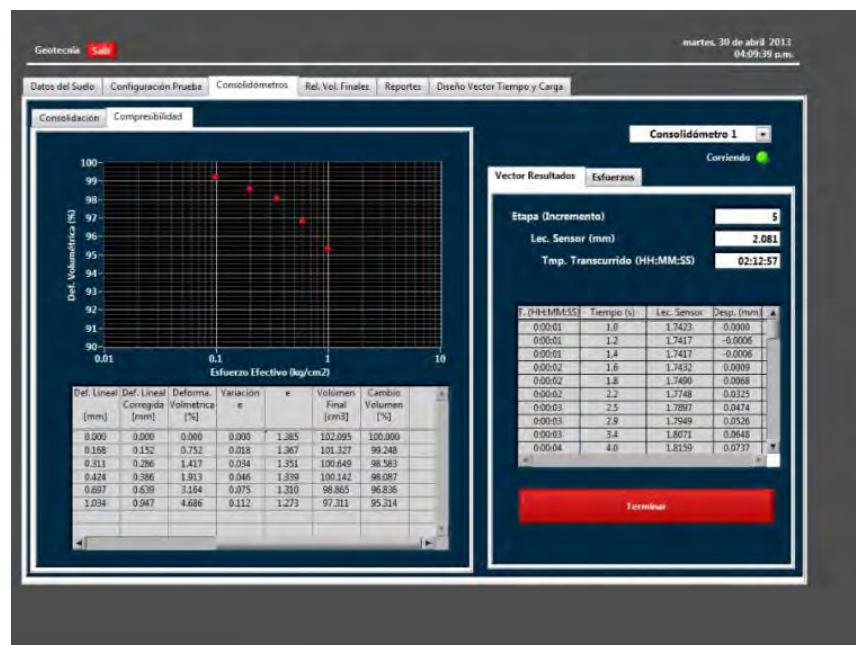 martes, 30 de abril 2013
04:09:39 p.m.
Geotecnia Salir
Datos del Suelo Configuración Prueba Consolidómetros Rel. Vol. Finales Reportes Diseño Vector Tiempo y Carga
Consolidación Compresibilidad
Consolidómetro 1
Corriendo
Vector Resultados Esfuerzos
Etapa (Incremento) 5
Lec. Sensor (mm) 2.081
Tmp. Transcurrido (HH:MM:SS) 02:12:57
Def. Volumétrica (%)
100
99
98
97
96
95
94
93
92
91
90
0.01 0.1 1 10
Esfuerzo Efectivo (kg/cm2)
Def. Lineal Def. Lineal Deforma. Variación e Volúmen Cambio
Corregida Volmetrica e Final Volumen
[mm] [mm] [%] [cm3] [%]
0.000 0.000 0.000 0.000 1.385 102.095 100.000
0.168 0.152 0.752 0.018 1.367 101.327 99.248
0.311 0.286 1.417 0.034 1.351 100.649 98.583
0.424 0.386 1.913 0.046 1.339 100.142 98.087
0.697 0.639 3.164 0.075 1.310 98.865 96.836
1.034 0.947 4.686 0.112 1.273 97.311 95.314
T. (HH:MM:SS) Tiempo (s) Lec. Sensor Desp. (mm)
0:00:01 1.0 1.7423 0.0000
0:00:01 1.2 1.7417 -0.0006
0:00:01 1.4 1.7417 -0.0006
0:00:02 1.6 1.7432 0.0009
0:00:02 1.8 1.7490 0.0068
0:00:02 2.2 1.7748 0.0325
0:00:03 2.5 1.7897 0.0474
0:00:03 2.9 1.7949 0.0526
0:00:03 3.4 1.8071 0.0648
0:00:04 4.0 1.8159 0.0737
Terminar